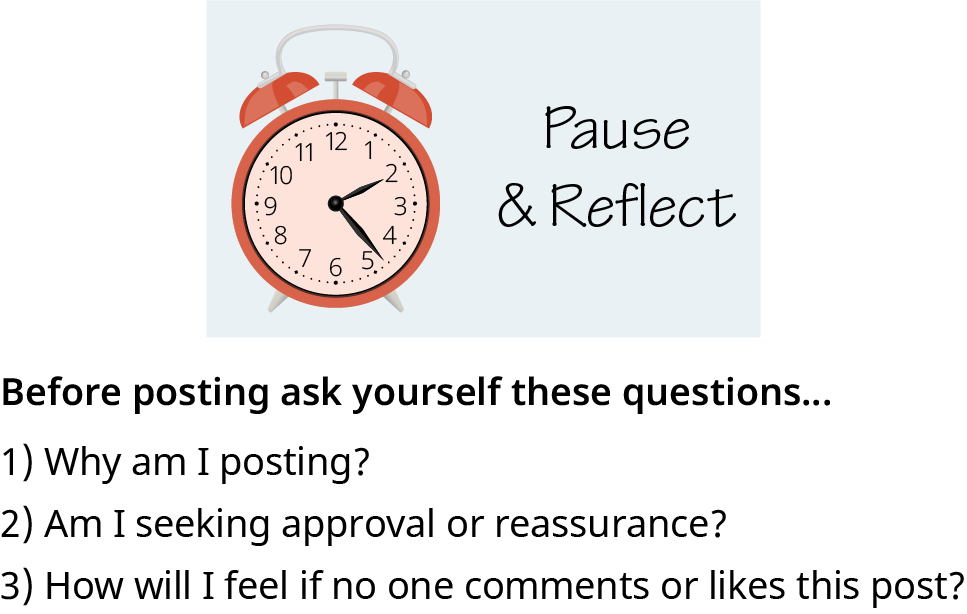 12
11 1
10 2
9 3
8 4
7 5
6
Pause
& Reflect
Before posting ask yourself these questions...
1) Why am I posting?
2) Am I seeking approval or reassurance?
3) How will I feel if no one comments or likes this post?